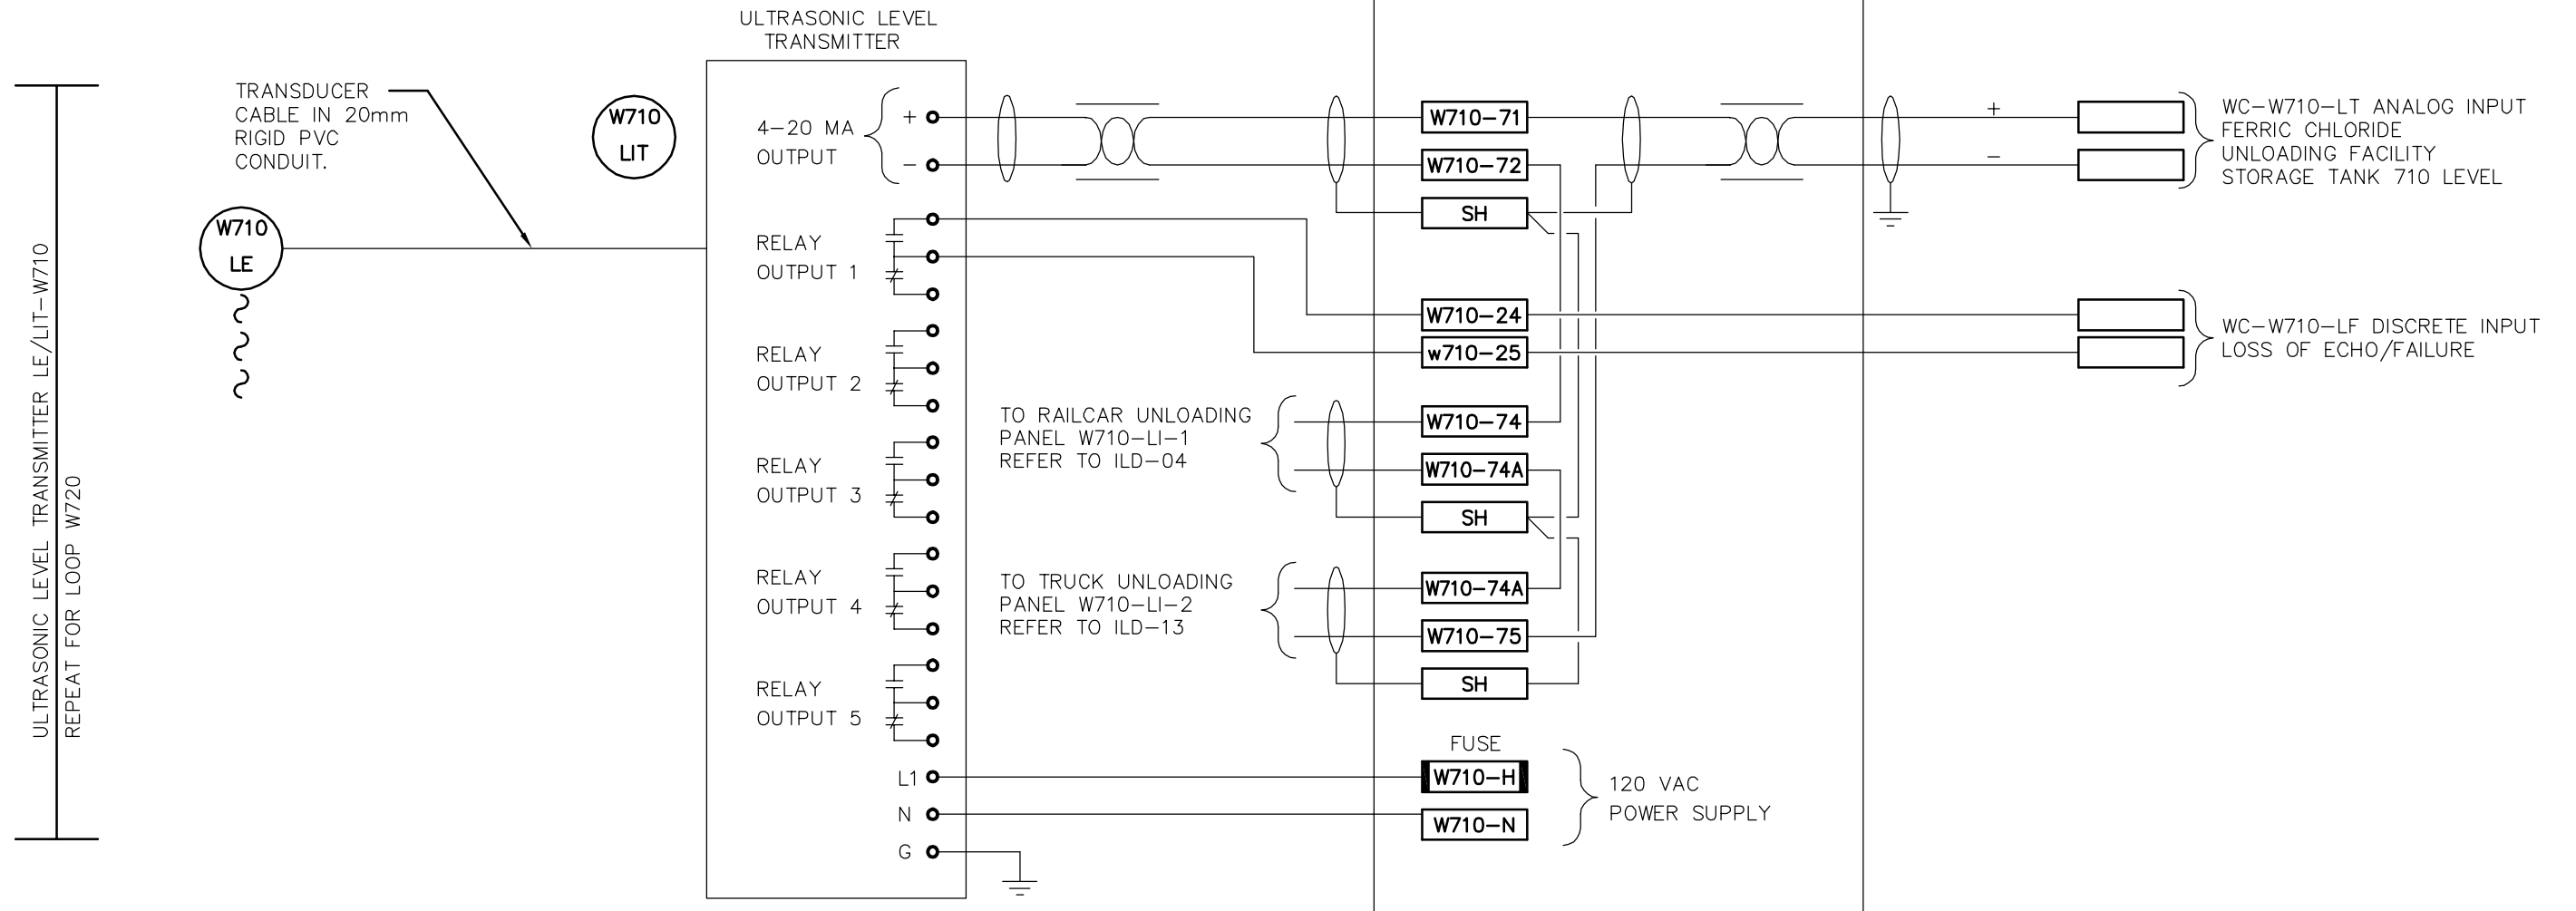 ULTRASONIC LEVEL TRANSMITTER LE/LIT-W710
REPEAT FOR LOOP W720
TRANSDUCER
CABLE IN 20mm
RIGID PVC
CONDUIT.
W710
LE
W710
LIT
ULTRASONIC LEVEL
TRANSMITTER
4-20 MA
OUTPUT
+
-
RELAY
OUTPUT 1
RELAY
OUTPUT 2
RELAY
OUTPUT 3
RELAY
OUTPUT 4
RELAY
OUTPUT 5
L1
N
G
TO RAILCAR UNLOADING
PANEL W710-LI-1
REFER TO ILD-04
TO TRUCK UNLOADING
PANEL W710-LI-2
REFER TO ILD-13
W710-71
W710-72
SH
W710-24
w710-25
W710-74
W710-74A
SH
W710-74A
W710-75
SH
FUSE
W710-H
W710-N
120 VAC
POWER SUPPLY
+
-
WC-W710-LT ANALOG INPUT
FERRIC CHLORIDE
UNLOADING FACILITY
STORAGE TANK 710 LEVEL
WC-W710-LF DISCRETE INPUT
LOSS OF ECHO/FAILURE